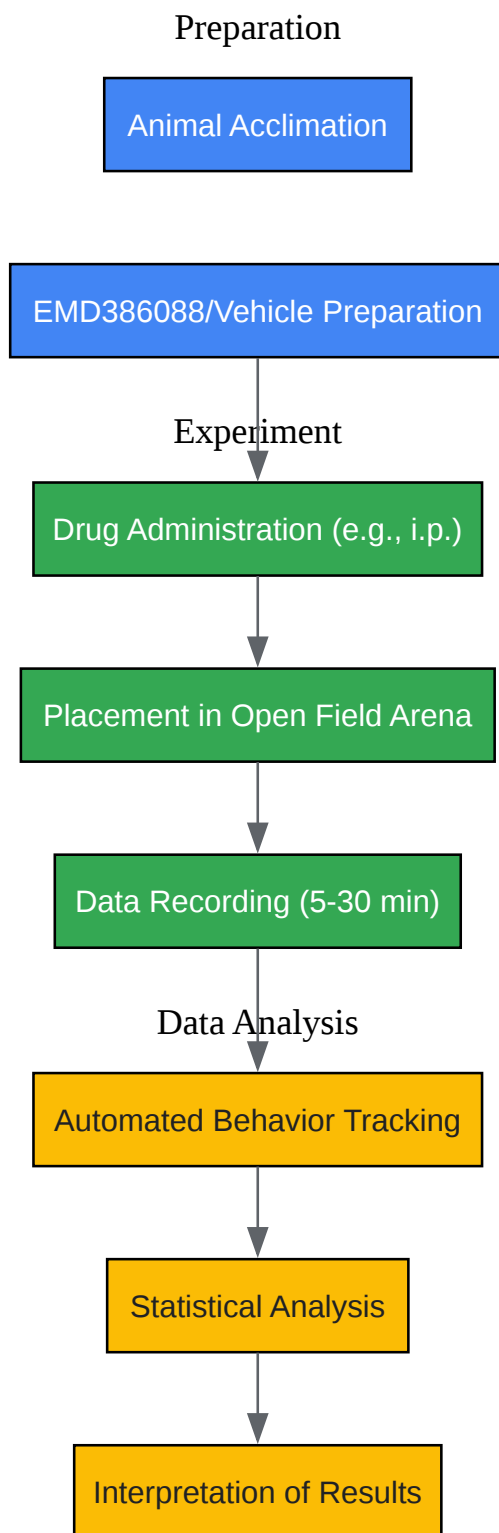 Preparation
Animal Acclimation
EMD386088/Vehicle Preparation
Experiment
Drug Administration (e.g., i.p.)
Placement in Open Field Arena
Data Recording (5-30 min)
Data Analysis
Automated Behavior Tracking
Statistical Analysis
Interpretation of Results